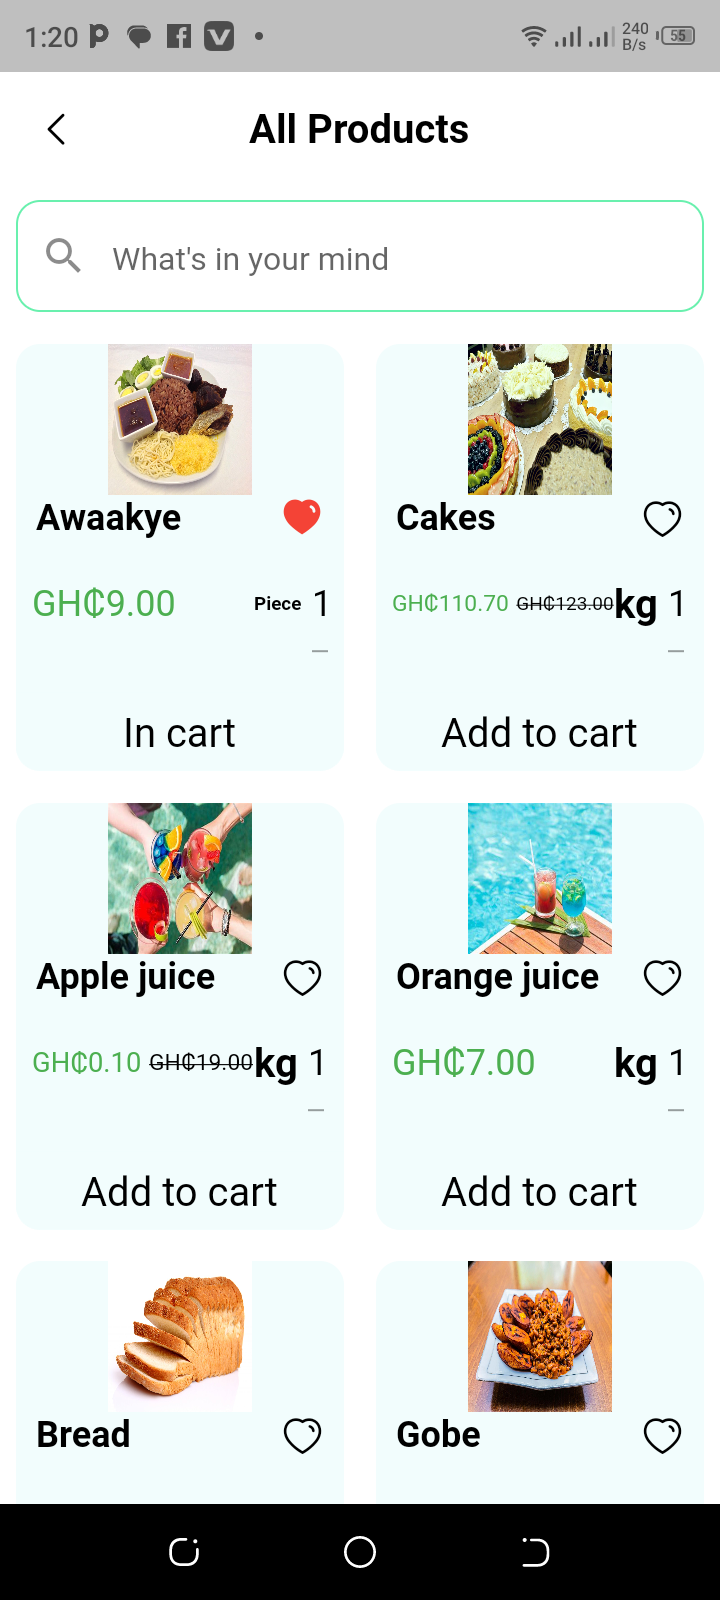 1:20
240
B/s
55
All Products
What's in your mind
Awaakye
GH₵9.00 Piece 1
In cart
Cakes
GH₵110.70 GH₵123.00 kg 1
Add to cart
Apple juice
GH₵0.10 GH₵19.00 kg 1
Add to cart
Orange juice
GH₵7.00 kg 1
Add to cart
Bread
Gobe